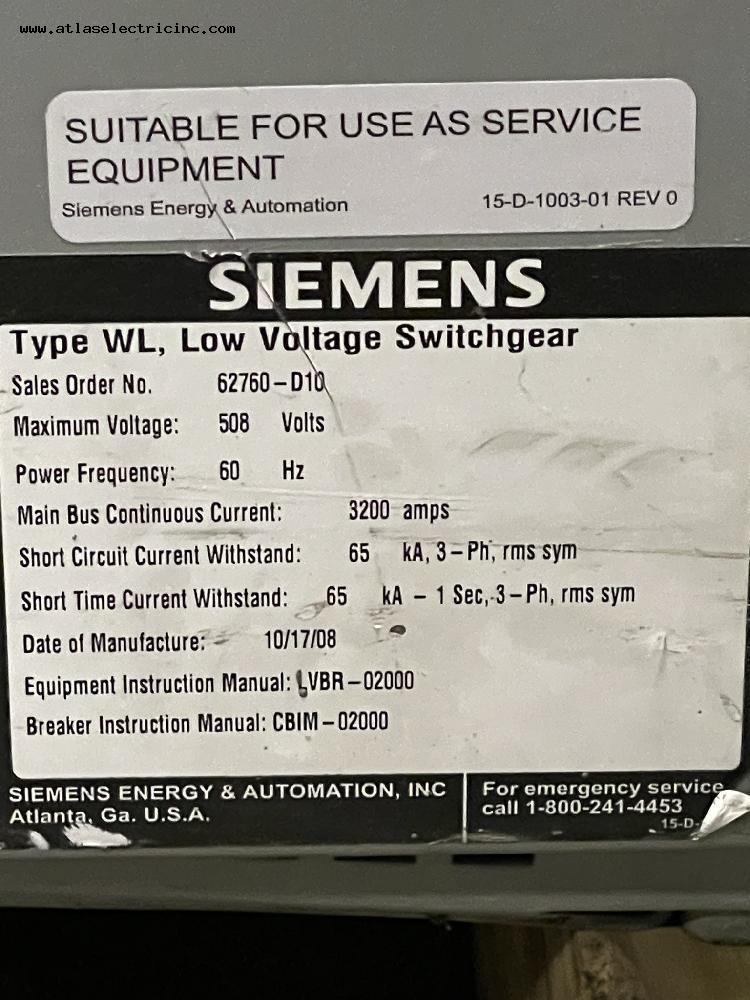 www.atlaselectricinc.com
SUITABLE FOR USE AS SERVICE
EQUIPMENT
Siemens Energy & Automation 15-D-1003-01 REV 0
SIEMENS
Type WL, Low Voltage Switchgear
Sales Order No. 62760-D10
Maximum Voltage: 508 Volts
Power Frequency: 60 Hz
Main Bus Continuous Current: 3200 amps
Short Circuit Current Withstand: 65 kA, 3-Ph, rms sym
Short Time Current Withstand: 65 kA - 1 Sec, 3-Ph, rms sym
Date of Manufacture: 10/17/08
Equipment Instruction Manual: LVBR-02000
Breaker Instruction Manual: CBIM-02000
SIEMENS ENERGY & AUTOMATION, INC
Atlanta, Ga. U.S.A.
For emergency service
call 1-800-241-4453
15-D-